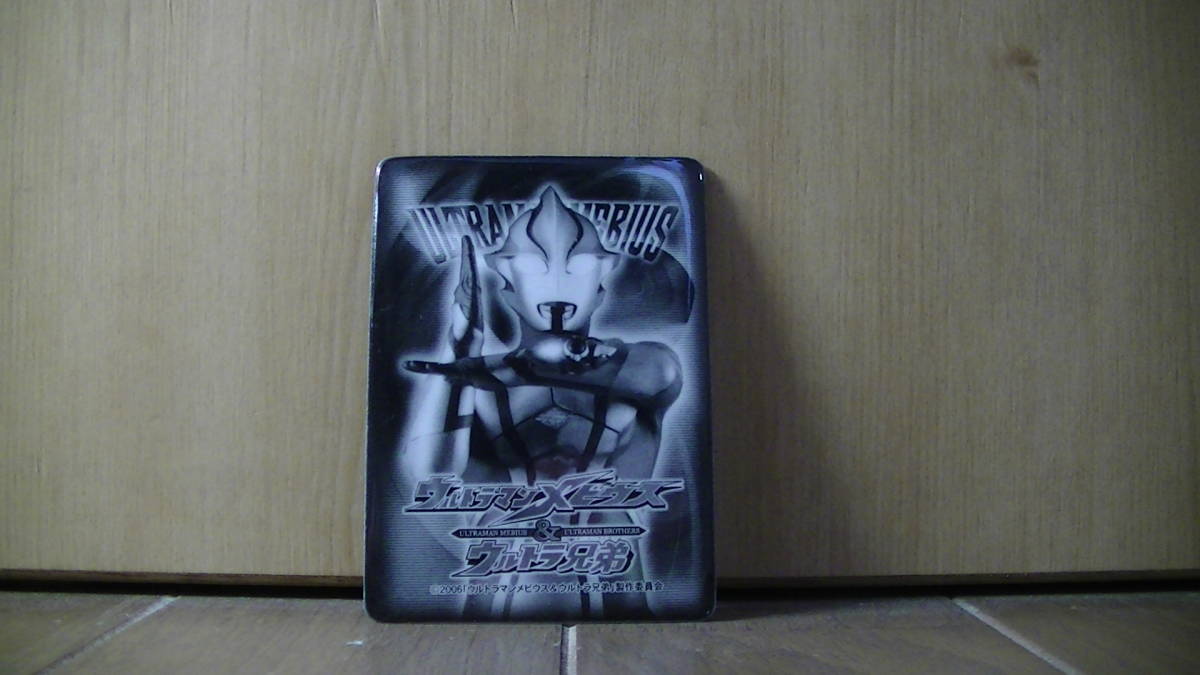 ULTRAMAN MEBIUS
ウルトラマンメビウス
ULTRAMAN MEBIUS & ULTRAMAN BROTHERS
ウルトラ兄弟
©2006「ウルトラマンメビウス&ウルトラ兄弟」製作委員会